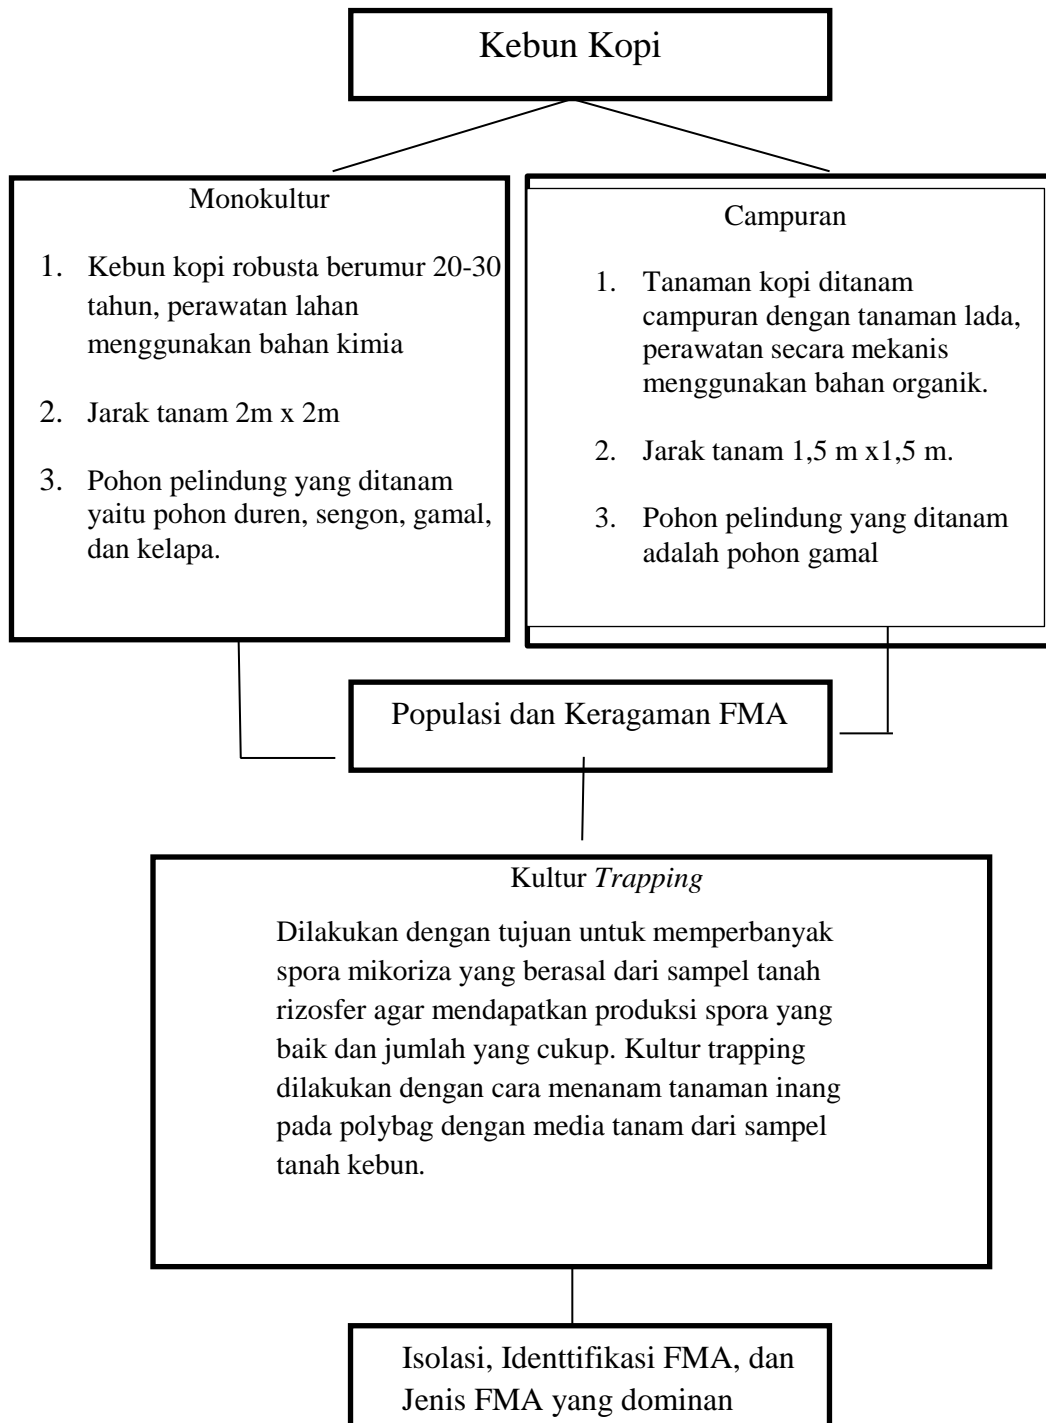 Kebun Kopi
Monokultur
1. Kebun kopi robusta berumur 20-30
tahun, perawatan lahan
menggunakan bahan kimia
2. Jarak tanam 2m x 2m
3. Pohon pelindung yang ditanam
yaitu pohon duren, sengon, gamal,
dan kelapa.
Campuran
1. Tanaman kopi ditanam
campuran dengan tanaman lada,
perawatan secara mekanis
menggunakan bahan organik.
2. Jarak tanam 1,5 m x1,5 m.
3. Pohon pelindung yang ditanam
adalah pohon gamal
Populasi dan Keragaman FMA
Kultur Trapping
Dilakukan dengan tujuan untuk memperbanyak
spora mikoriza yang berasal dari sampel tanah
rizosfer agar mendapatkan produksi spora yang
baik dan jumlah yang cukup. Kultur trapping
dilakukan dengan cara menanam tanaman inang
pada polybag dengan media tanam dari sampel
tanah kebun.
Isolasi, Identtifikasi FMA, dan
Jenis FMA yang dominan